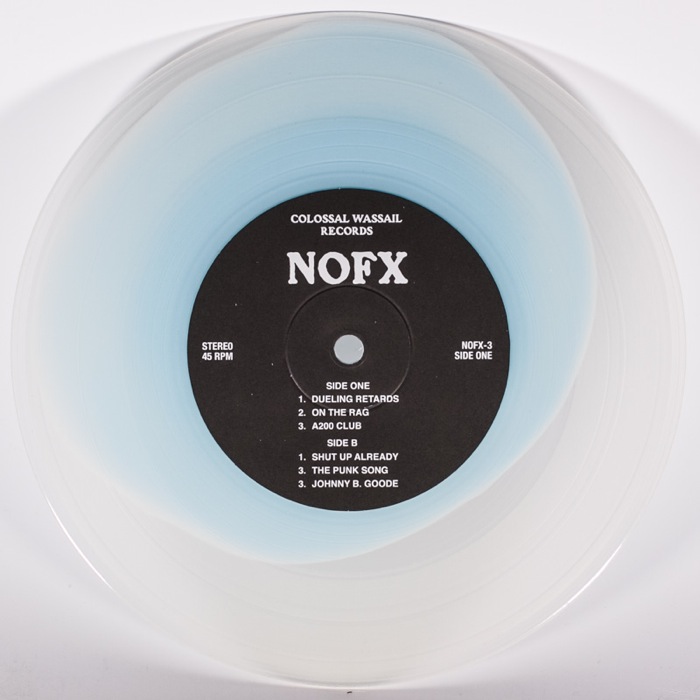 COLOSSAL WASSAIL
RECORDS
NOFX
STEREO
45 RPM
NOFX-3
SIDE ONE
SIDE ONE
1. DUELING RETARDS
2. ON THE RAG
3. A200 CLUB
SIDE B
1. SHUT UP ALREADY
3. THE PUNK SONG
3. JOHNNY B. GOODE